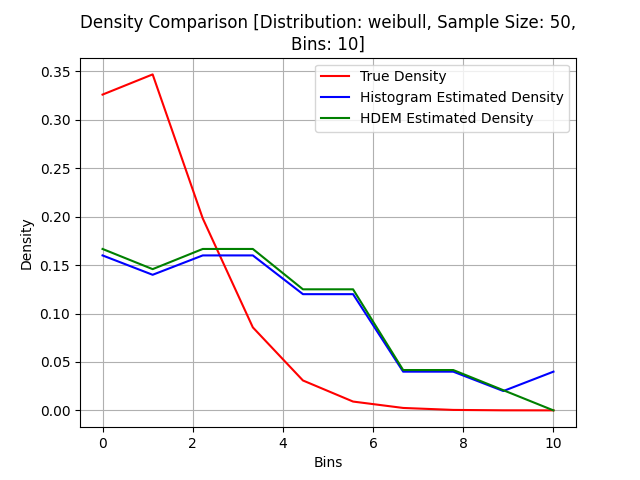 Density Comparison [Distribution: weibull, Sample Size: 50,
Bins: 10]
True Density
Histogram Estimated Density
HDEM Estimated Density
Density
0.35
0.30
0.25
0.20
0.15
0.10
0.05
0.00
0 2 4 6 8 10
Bins